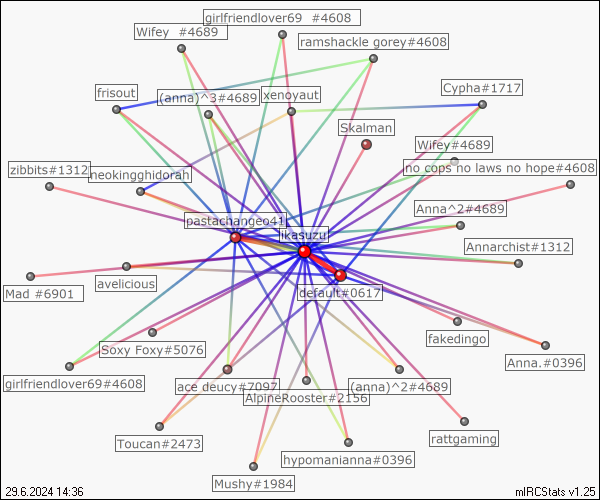 girlfriendlover69 #4608
Wifey #4689
ramshackle gorey#4608
Cypha#1717
frisout
(anna)^3#4689
xenoyaut
Skalman
Wifey#4689
zibbits#1312
neokingghidorah
no cops no laws no hope#4608
pastachangeo41
Anna^2#4689
likasuzu
Annarchist#1312
Mad #6901
avelicious
default#0617
Soxy Foxy#5076
fakedingo
Anna.#0396
girlfriendlover69#4608
ace deucy#7097
(anna)^2#4689
AlpineRooster#2156
Toucan#2473
rattgaming
hypomanianna#0396
Mushy#1984
29.6.2024 14:36
mIRCStats v1.25